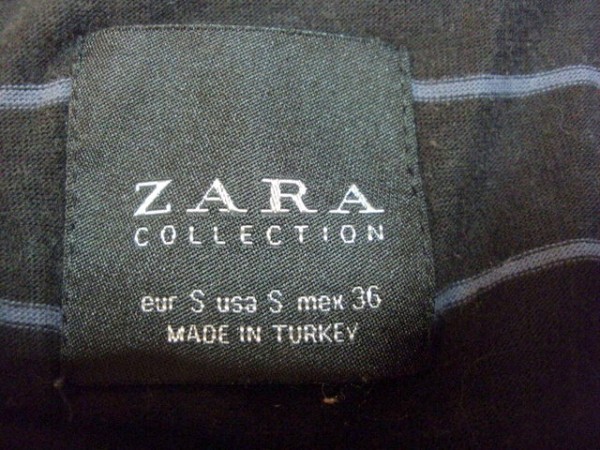 ZARA
COLLECTION
eur S usa S mex 36
MADE IN TURKEY